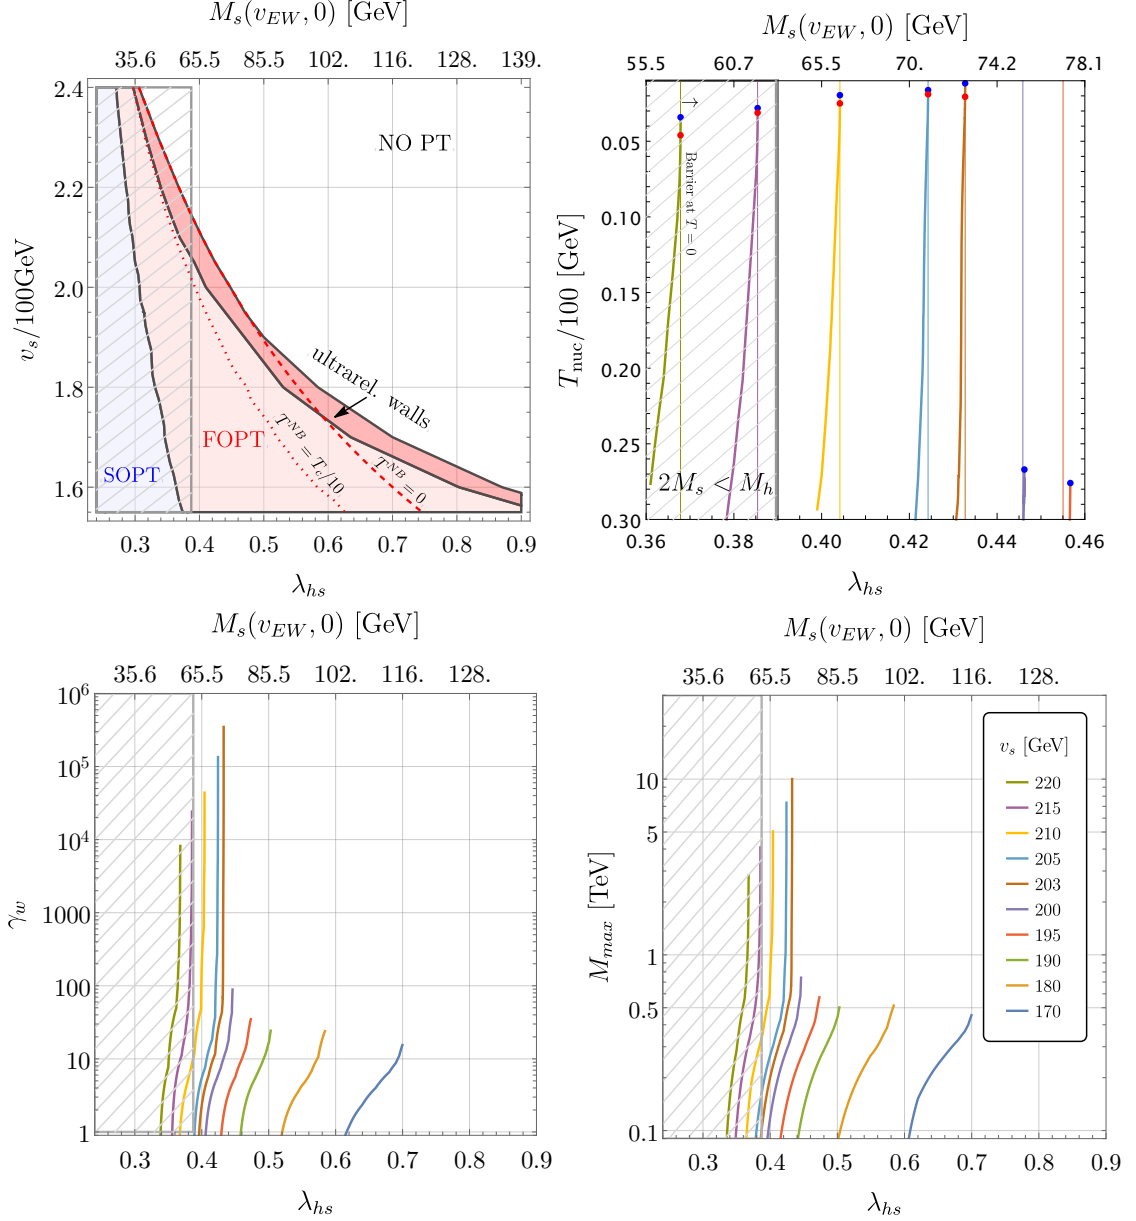 M_s(v_EW, 0) [GeV]
35.6 65.5 85.5 102. 116. 128. 139.
2.4
2.2
2.0
1.8
1.6
v_s/100GeV
NO PT
ultrarel. walls
FOPT
SOPT
T^NB = T_c/10
T^NB = 0
0.3 0.4 0.5 0.6 0.7 0.8 0.9
λ_hs
M_s(v_EW, 0) [GeV]
55.5 60.7 65.5 70. 74.2 78.1
0.05
0.10
0.15
0.20
0.25
0.30
T_nuc/100 [GeV]
→
Barrier at T = 0
2M_s < M_h
0.36 0.38 0.40 0.42 0.44 0.46
λ_hs
M_s(v_EW, 0) [GeV]
35.6 65.5 85.5 102. 116. 128.
10^6
10^5
10^4
1000
100
10
1
γ_w
0.3 0.4 0.5 0.6 0.7 0.8 0.9
λ_hs
M_s(v_EW, 0) [GeV]
35.6 65.5 85.5 102. 116. 128.
10
5
1
0.5
0.1
M_max [TeV]
v_s [GeV]
220
215
210
205
203
200
195
190
180
170
0.3 0.4 0.5 0.6 0.7 0.8 0.9
λ_hs